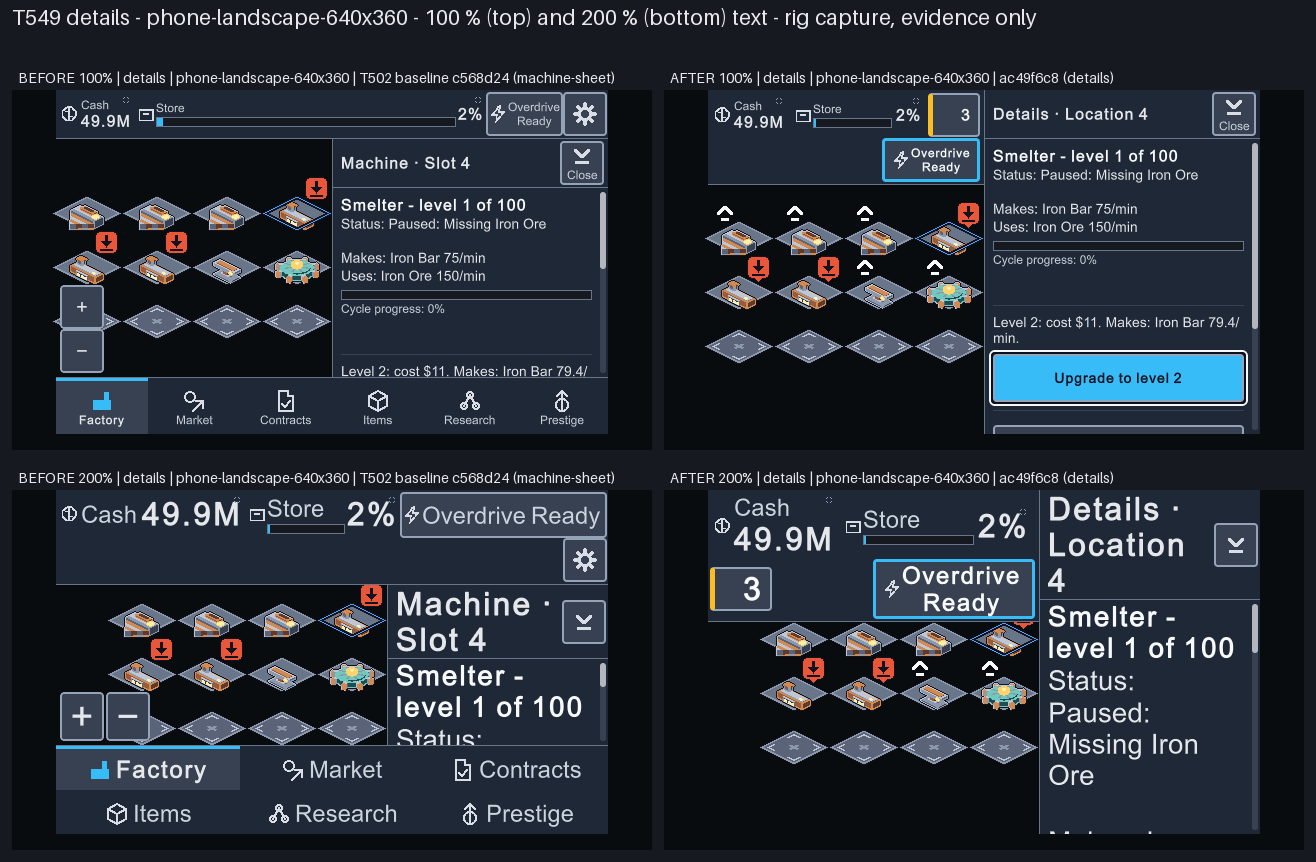 T549 details - phone-landscape-640x360 - 100 % (top) and 200 % (bottom) text - rig capture, evidence only
BEFORE 100% | details | phone-landscape-640x360 | T502 baseline c568d24 (machine-sheet)
Cash
49.9M
Store
2%
Overdrive
Ready
Machine · Slot 4
Close
Smelter - level 1 of 100
Status: Paused: Missing Iron Ore
Makes: Iron Bar 75/min
Uses: Iron Ore 150/min
Cycle progress: 0%
Level 2: cost $11. Makes: Iron Bar 79.4/
+
−
Factory
Market
Contracts
Items
Research
Prestige
AFTER 100% | details | phone-landscape-640x360 | ac49f6c8 (details)
Cash
49.9M
Store
2%
3
Overdrive
Ready
Details · Location 4
Close
Smelter - level 1 of 100
Status: Paused: Missing Iron Ore
Makes: Iron Bar 75/min
Uses: Iron Ore 150/min
Cycle progress: 0%
Level 2: cost $11. Makes: Iron Bar 79.4/
min.
Upgrade to level 2
BEFORE 200% | details | phone-landscape-640x360 | T502 baseline c568d24 (machine-sheet)
Cash 49.9M
Store
2%
Overdrive Ready
Machine ·
Slot 4
Smelter -
level 1 of 100
Status:
+
−
Factory
Market
Contracts
Items
Research
Prestige
AFTER 200% | details | phone-landscape-640x360 | ac49f6c8 (details)
Cash
49.9M
Store
2%
3
Overdrive
Ready
Details ·
Location
4
Smelter -
level 1 of 100
Status:
Paused:
Missing Iron
Ore